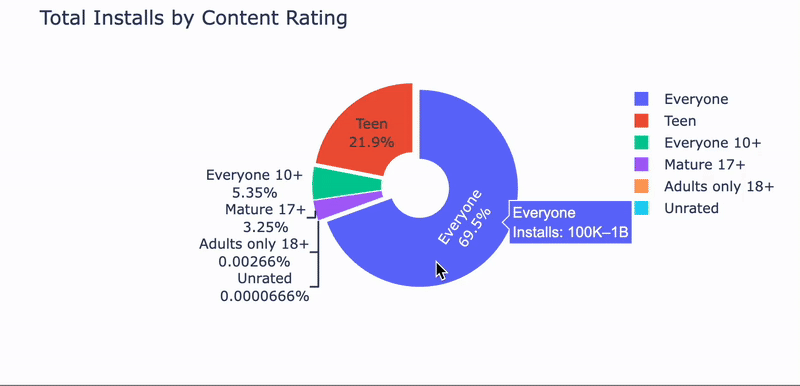 Total Installs by Content Rating
Teen
21.9%
Everyone 10+
5.35%
Mature 17+
3.25%
Adults only 18+
0.00266%
Unrated
0.0000666%
Everyone
69.5%
Everyone
Installs: 100K–1B
Everyone
Teen
Everyone 10+
Mature 17+
Adults only 18+
Unrated